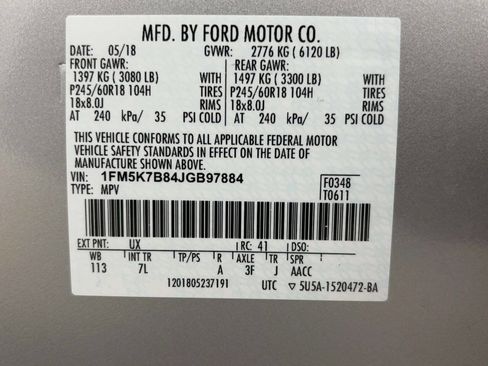 MFD. BY FORD MOTOR CO.
DATE: 05/18 GVWR: 2776 KG ( 6120 LB)
FRONT GAWR: REAR GAWR:
1397 KG ( 3080 LB) WITH 1497 KG ( 3300 LB) WITH
P245/60R18 104H TIRES P245/60R18 104H TIRES
18x8.0J RIMS 18x8.0J RIMS
AT 240 kPa/ 35 PSI COLD AT 240 kPa/ 35 PSI COLD
THIS VEHICLE CONFORMS TO ALL APPLICABLE FEDERAL MOTOR
VEHICLE SAFETY STANDARDS IN EFFECT ON THE DATE OF
MANUFACTURE SHOWN ABOVE.
VIN: 1FM5K7B84JGB97884 F0348
TYPE: MPV T0611
EXT PNT: UX RC: 41 DSO:
WB INT TR TP/PS R AXLE TR SPR
113 7L A 3F J AACC
1201805237191 UTC ▽ 5U5A-1520472-BA